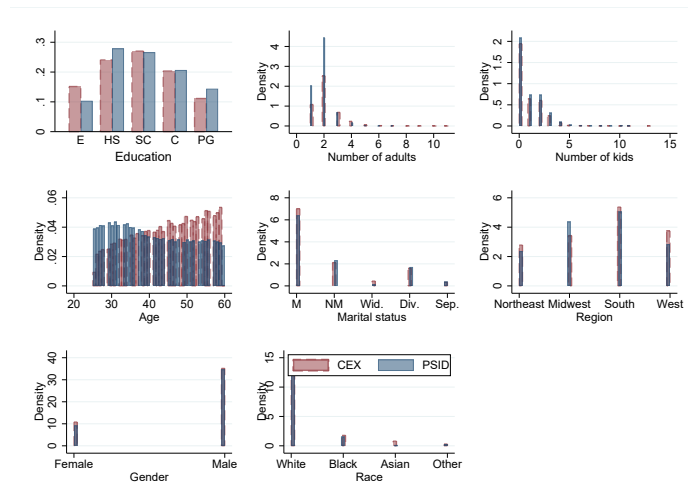 0 .1 .2 .3
E HS SC C PG
Education
Density
0 1 2 3 4
0 2 4 6 8 10
Number of adults
Density
0 .5 1 1.5 2
0 5 10 15
Number of kids
Density
0 .02 .04 .06
20 30 40 50 60
Age
Density
0 2 4 6 8
M NM Wid. Div. Sep.
Marital status
Density
0 2 4 6
Northeast Midwest South West
Region
Density
0 10 20 30 40
Female Male
Gender
Density
0 5 10 15
White Black Asian Other
Race
CEX PSID